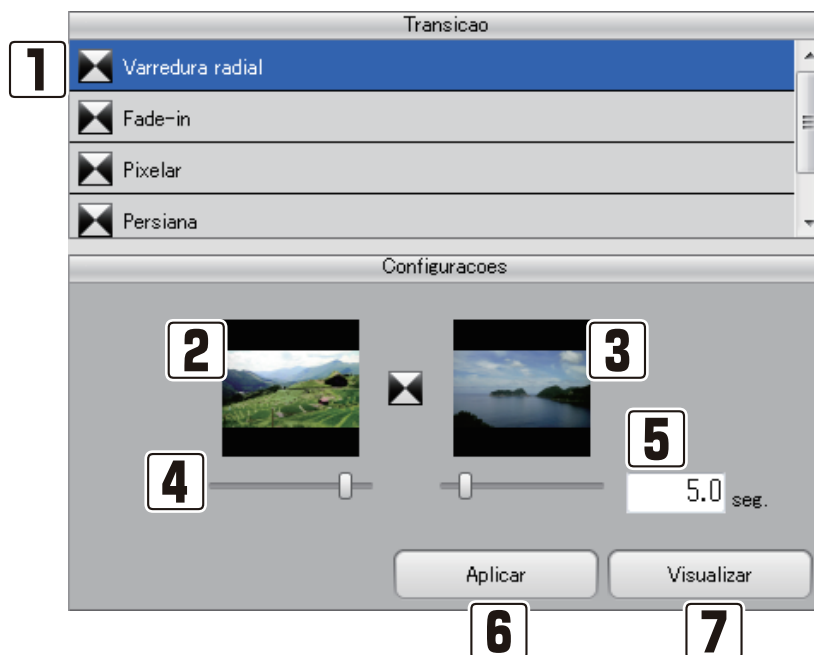 Transicao
1
Varredura radial
Fade-in
Pixelar
Persiana
Configuracoes
2
3
4
5
5.0 seg.
Aplicar
Visualizar
6
7